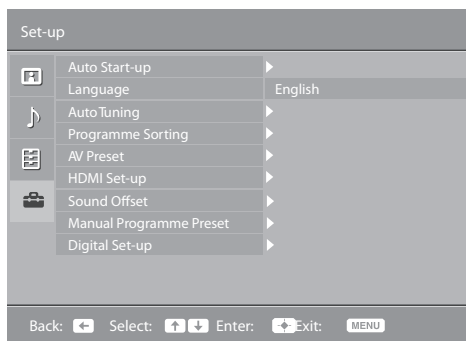 Set-up
Auto Start-up
Language English
Auto Tuning
Programme Sorting
AV Preset
HDMI Set-up
Sound Offset
Manual Programme Preset
Digital Set-up
Back: Select: Enter: Exit: MENU